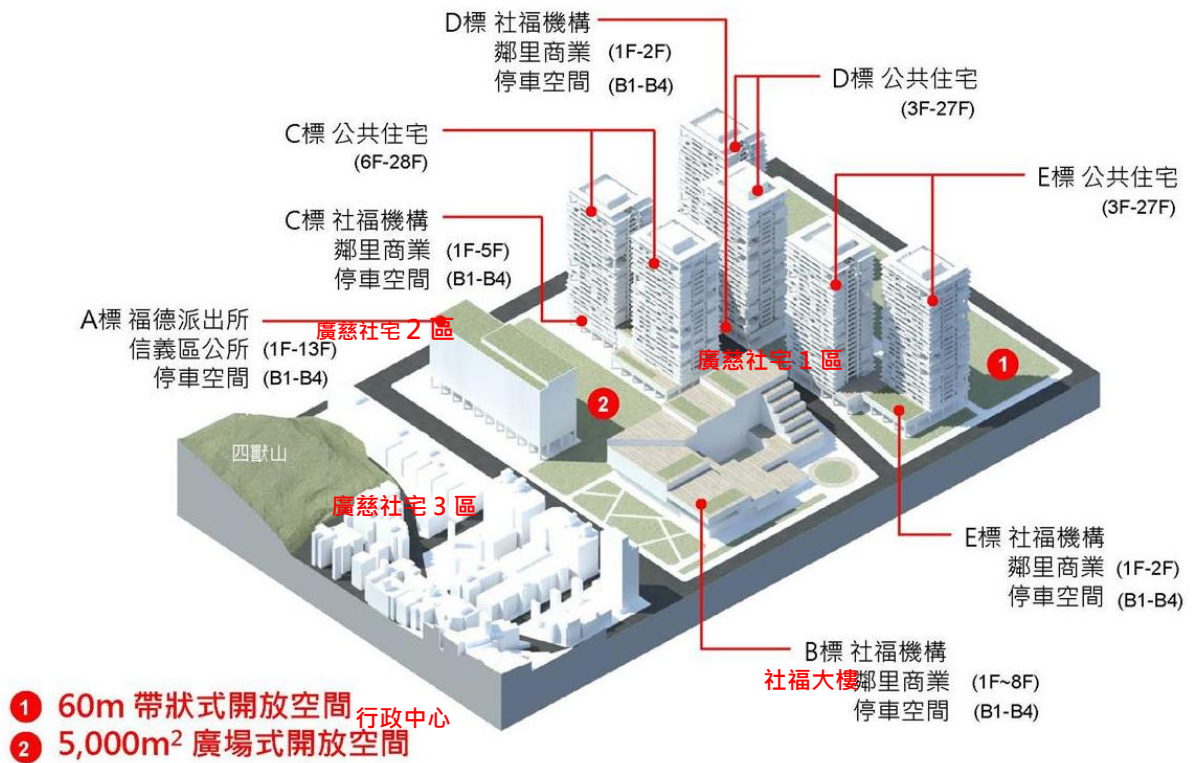 D標 社福機構
鄰里商業 (1F-2F)
停車空間 (B1-B4)
D標 公共住宅
(3F-27F)
C標 公共住宅
(6F-28F)
E標 公共住宅
(3F-27F)
C標 社福機構
鄰里商業 (1F-5F)
停車空間 (B1-B4)
A標 福德派出所
信義區公所 (1F-13F)
停車空間 (B1-B4)
廣慈社宅 2 區
廣慈社宅 1 區
1
2
四獸山
廣慈社宅 3 區
E標 社福機構
鄰里商業 (1F-2F)
停車空間 (B1-B4)
B標 社福機構
社福大樓
鄰里商業 (1F~8F)
停車空間 (B1-B4)
1 60m 帶狀式開放空間
行政中心
2 5,000m² 廣場式開放空間